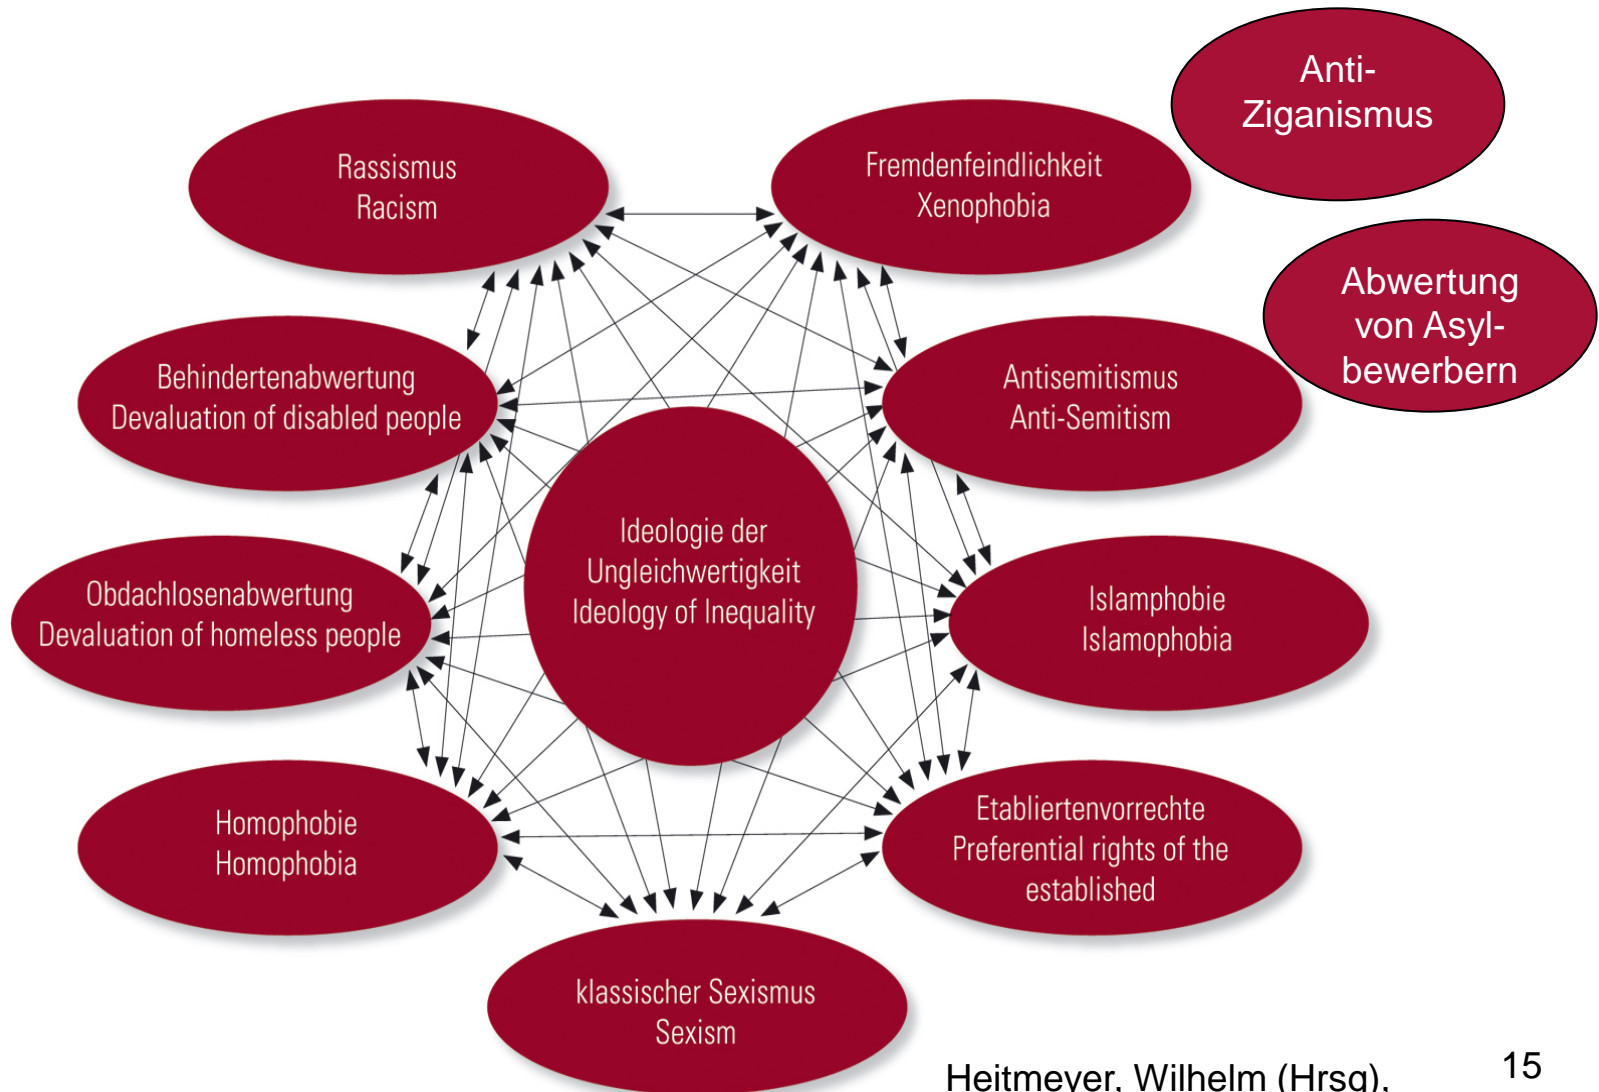 Anti-
Ziganismus
Rassismus
Racism
Fremdenfeindlichkeit
Xenophobia
Abwertung
von Asyl-
bewerbern
Behindertenabwertung
Devaluation of disabled people
Antisemitismus
Anti-Semitism
Ideologie der
Ungleichwertigkeit
Ideology of Inequality
Obdachlosenabwertung
Devaluation of homeless people
Islamphobie
Islamophobia
Homophobie
Homophobia
Etabliertenvorrechte
Preferential rights of the
established
klassischer Sexismus
Sexism
Heitmeyer, Wilhelm (Hrsg),
15